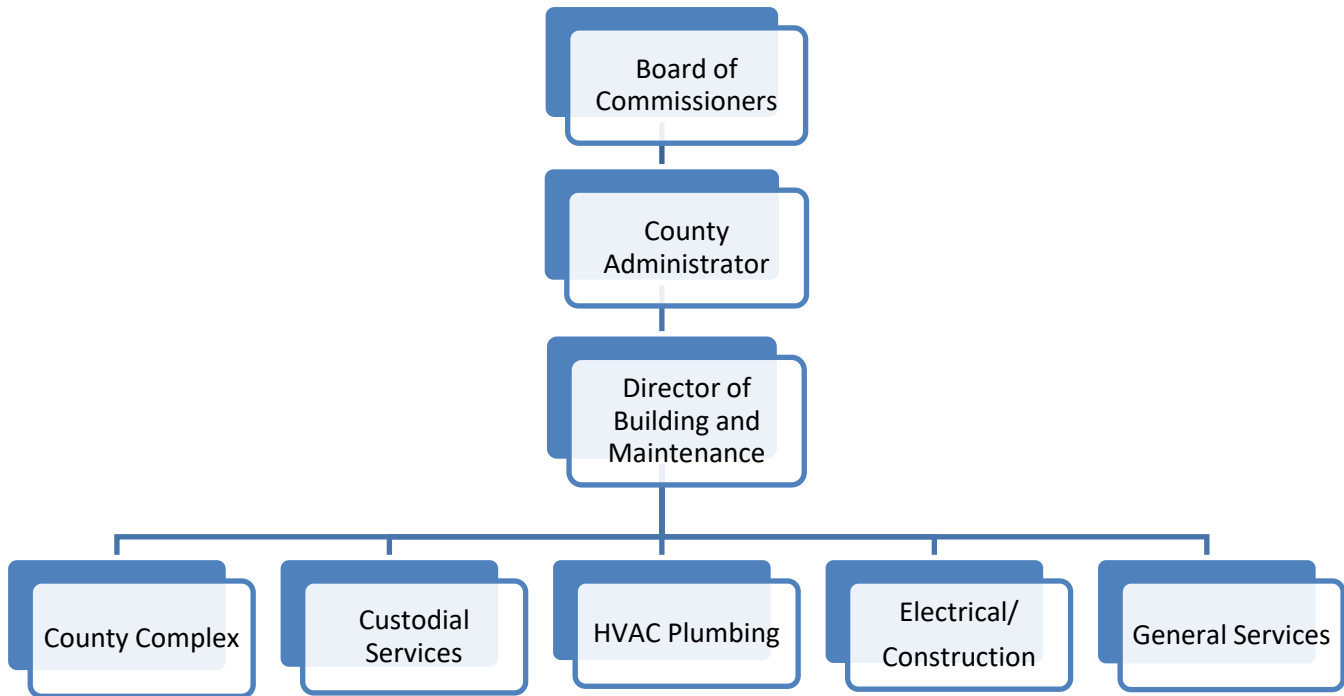 Board of
Commissioners
County
Administrator
Director of
Building and
Maintenance
County Complex
Custodial
Services
HVAC Plumbing
Electrical/
Construction
General Services